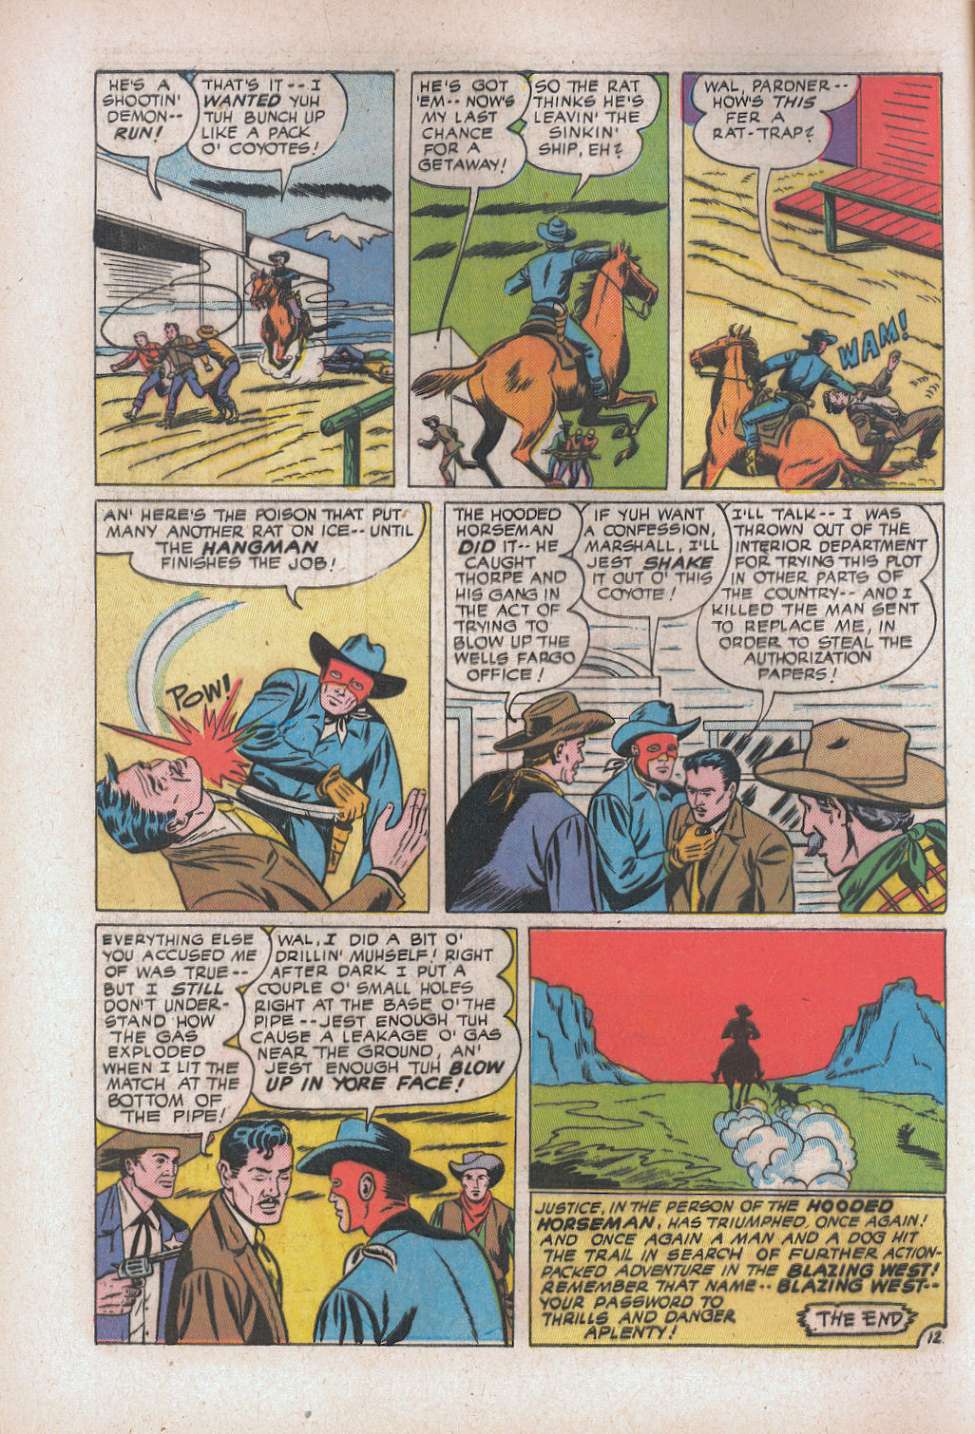 HE'S A
SHOOTIN'
DEMON--
RUN!
THAT'S IT -- I
WANTED YUH
TUH BUNCH UP
LIKE A PACK
O' COYOTES!
HE'S GOT
'EM-- NOW'S
MY LAST
CHANCE
FOR A
GETAWAY!
SO THE RAT
THINKS HE'S
LEAVIN' THE
SINKIN'
SHIP, EH?
WAL, PARDNER--
HOW'S THIS
FER A
RAT-TRAP?
WAM!
AN' HERE'S THE POISON THAT PUT
MANY ANOTHER RAT ON ICE-- UNTIL
THE HANGMAN
FINISHES THE JOB!
POW!
THE HOODED
HORSEMAN
DID IT-- HE
CAUGHT
THORPE AND
HIS GANG IN
THE ACT OF
TRYING TO
BLOW UP THE
WELLS FARGO
OFFICE!
IF YUH WANT
A CONFESSION,
MARSHALL, I'LL
JEST SHAKE
IT OUT O' THIS
COYOTE!
I'LL TALK-- I WAS
THROWN OUT OF THE
INTERIOR DEPARTMENT
FOR TRYING THIS PLOT
IN OTHER PARTS OF
THE COUNTRY-- AND I
KILLED THE MAN SENT
TO REPLACE ME, IN
ORDER TO STEAL THE
AUTHORIZATION
PAPERS!
EVERYTHING ELSE
YOU ACCUSED ME
OF WAS TRUE--
BUT I STILL
DON'T UNDER-
STAND HOW
THE GAS
EXPLODED
WHEN I LIT THE
MATCH AT THE
BOTTOM OF
THE PIPE!
WAL, I DID A BIT O'
DRILLIN' MUHSELF! RIGHT
AFTER DARK I PUT A
COUPLE O' SMALL HOLES
RIGHT AT THE BASE O' THE
PIPE --JEST ENOUGH TUH
CAUSE A LEAKAGE O' GAS
NEAR THE GROUND, AN'
JEST ENOUGH TUH BLOW
UP IN YORE FACE!
JUSTICE, IN THE PERSON OF THE HOODED
HORSEMAN, HAS TRIUMPHED, ONCE AGAIN!
AND ONCE AGAIN A MAN AND A DOG HIT
THE TRAIL IN SEARCH OF FURTHER ACTION-
PACKED ADVENTURE IN THE BLAZING WEST!
REMEMBER THAT NAME-- BLAZING WEST--
YOUR PASSWORD TO
THRILLS AND DANGER
APLENTY!
THE END
12